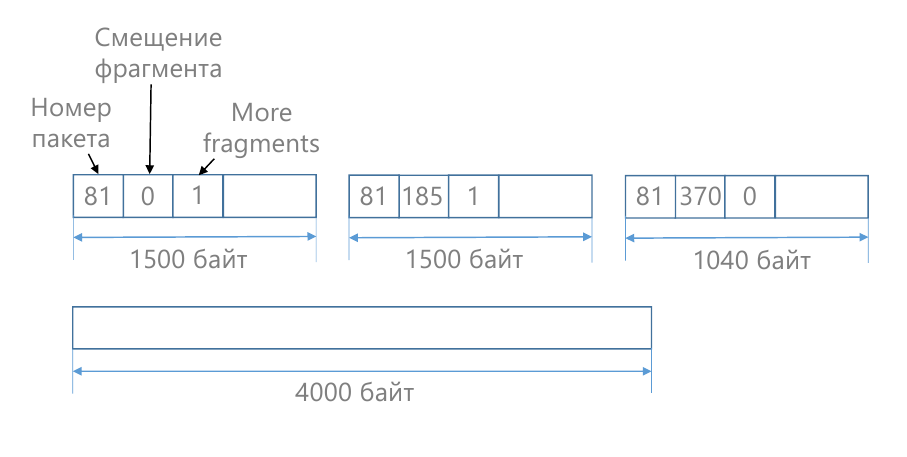 Смещение
фрагмента
Номер
пакета
More
fragments
81 0 1
81 185 1
81 370 0
1500 байт
1500 байт
1040 байт
4000 байт